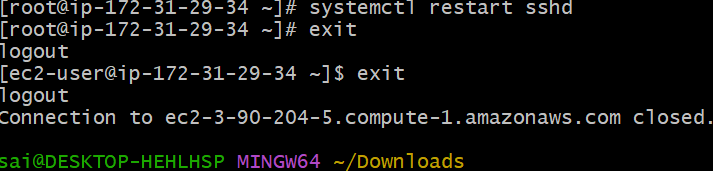 [root@ip-172-31-29-34 ~]# systemctl restart sshd
[root@ip-172-31-29-34 ~]# exit
logout
[ec2-user@ip-172-31-29-34 ~]$ exit
logout
Connection to ec2-3-90-204-5.compute-1.amazonaws.com closed.
sai@DESKTOP-HEHLHSP MINGW64 ~/Downloads